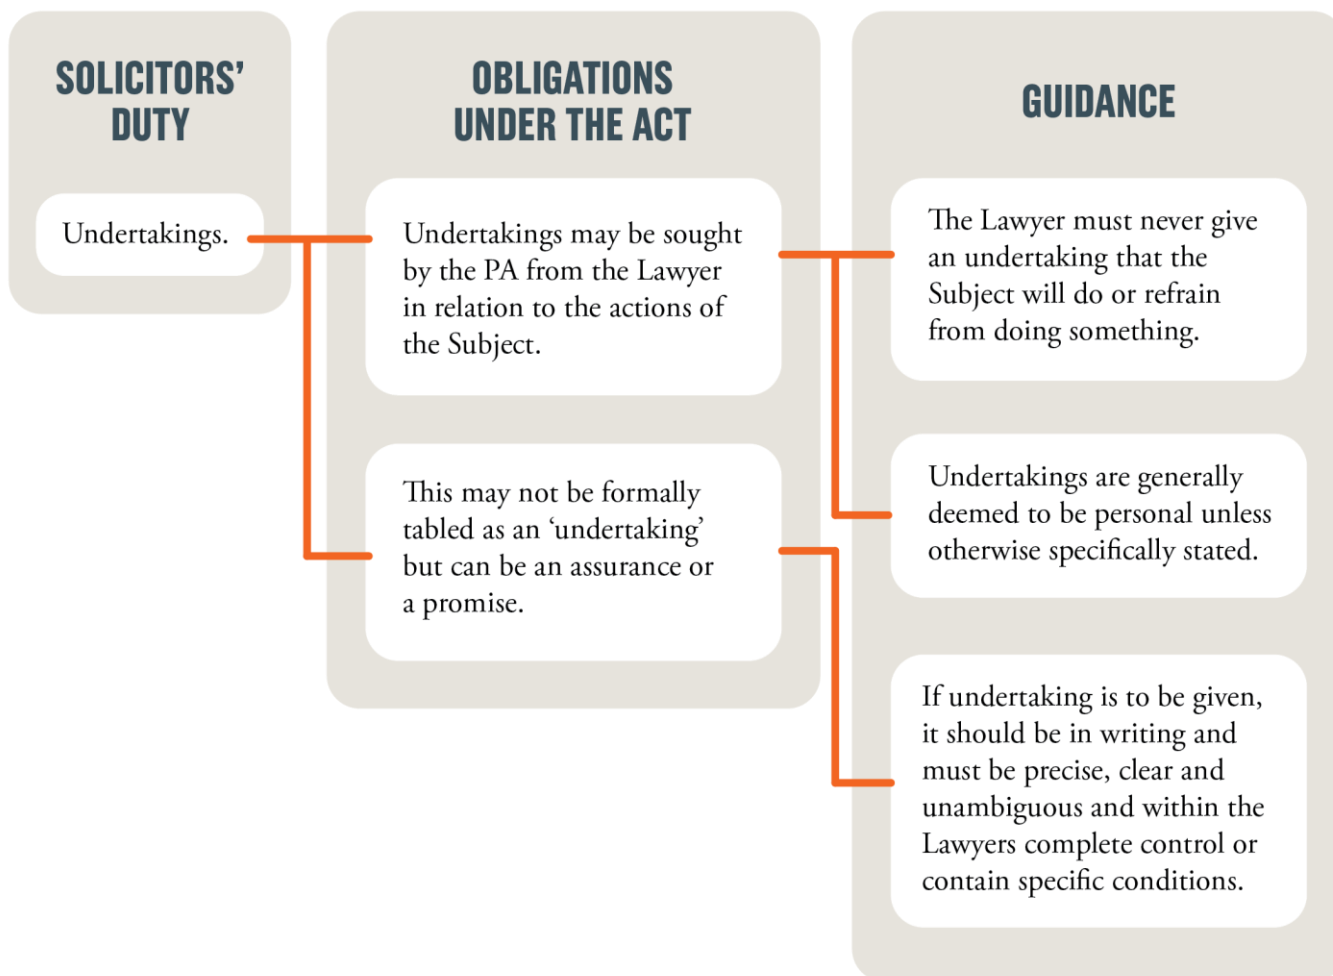 SOLICITORS’
DUTY
Undertakings.
OBLIGATIONS
UNDER THE ACT
Undertakings may be sought
by the PA from the Lawyer
in relation to the actions of
the Subject.
This may not be formally
tabled as an ‘undertaking’
but can be an assurance or
a promise.
GUIDANCE
The Lawyer must never give
an undertaking that the
Subject will do or refrain
from doing something.
Undertakings are generally
deemed to be personal unless
otherwise specifically stated.
If undertaking is to be given,
it should be in writing and
must be precise, clear and
unambiguous and within the
Lawyers complete control or
contain specific conditions.